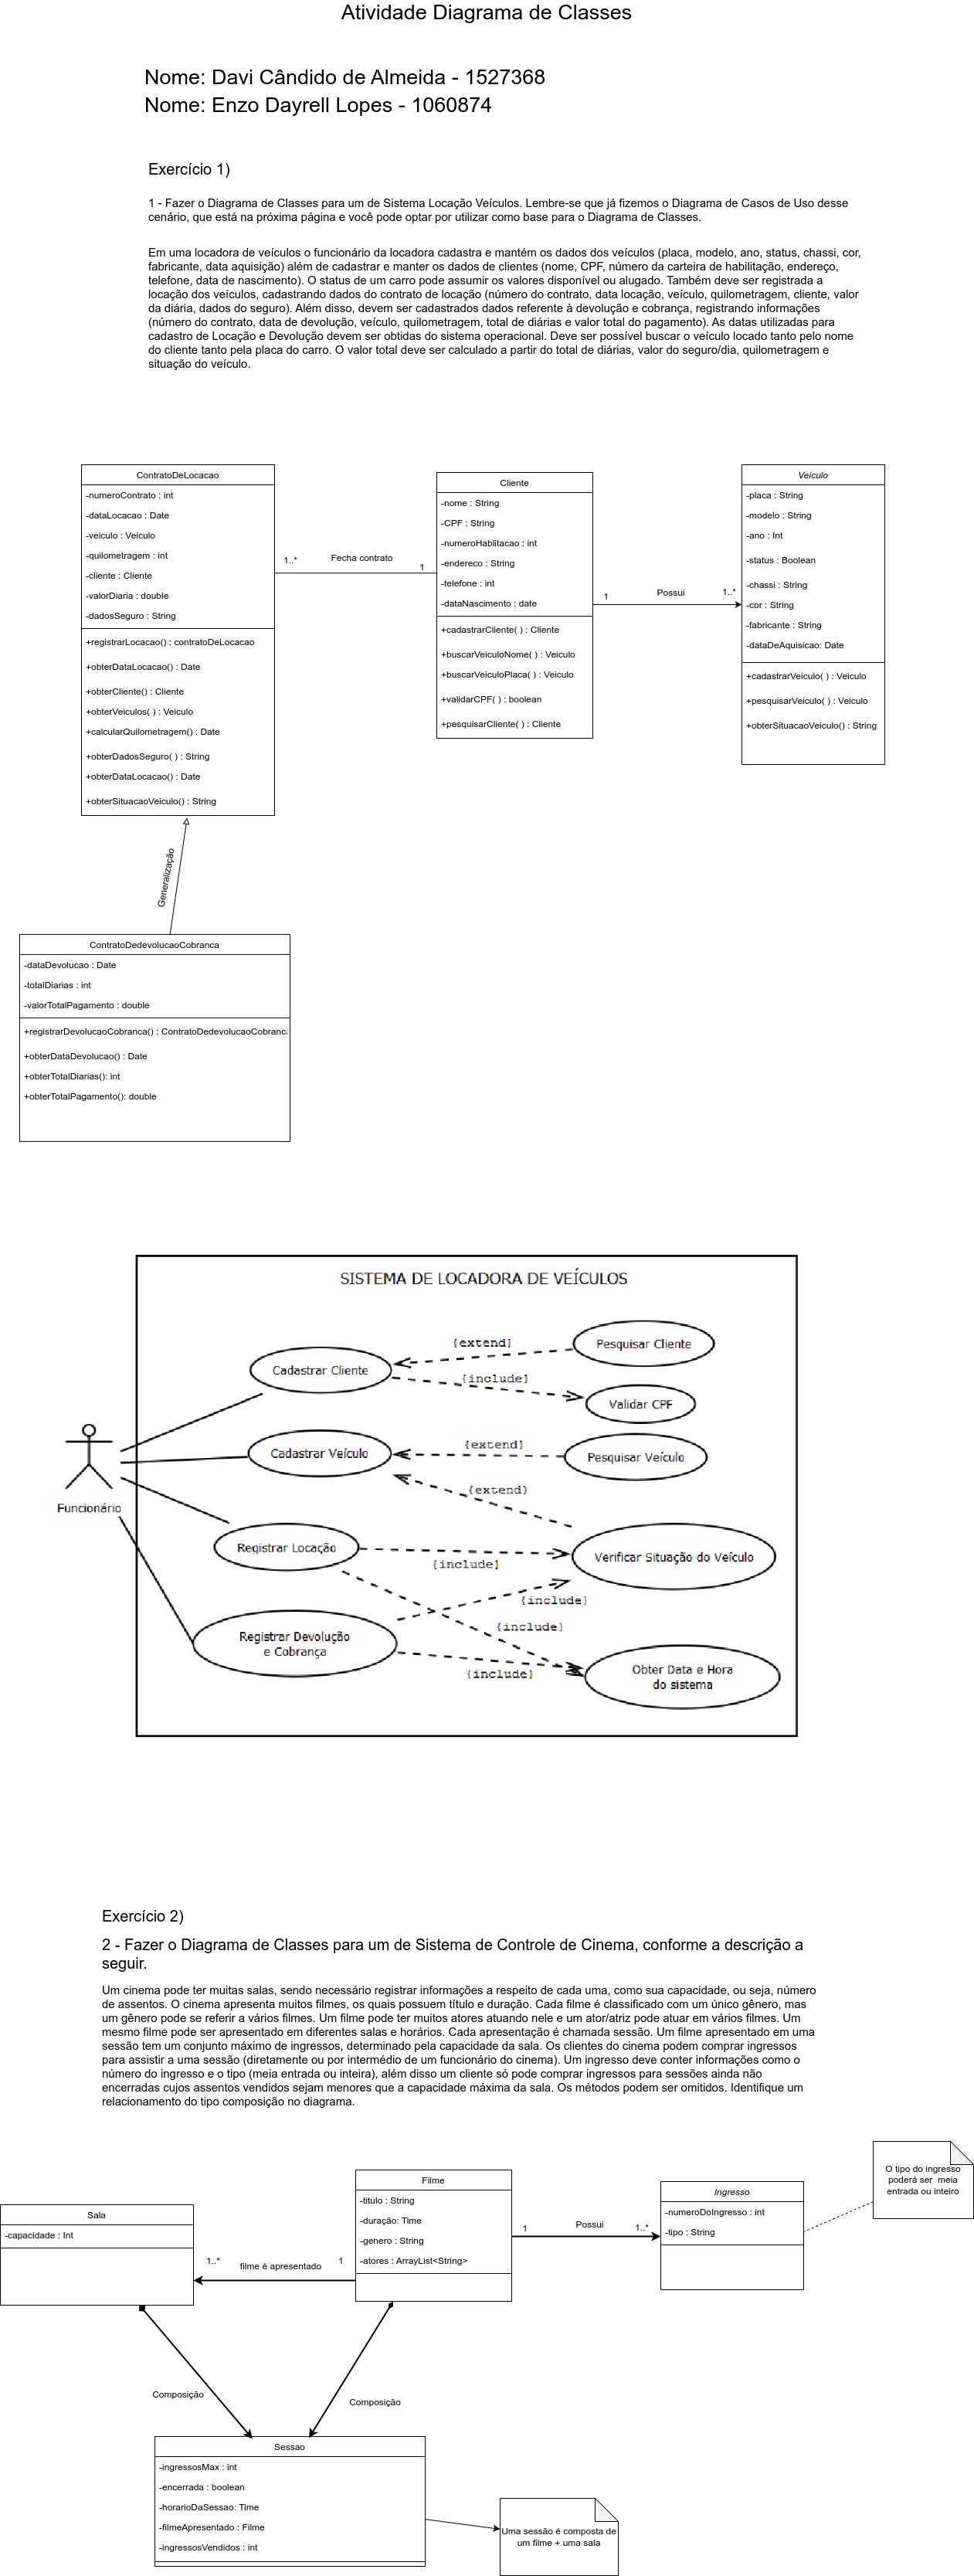 Atividade Diagrama de Classes
Nome: Davi Cândido de Almeida - 1527368
Nome: Enzo Dayrell Lopes - 1060874
Exercício 1)
1 - Fazer o Diagrama de Classes para um de Sistema Locação Veículos. Lembre-se que já fizemos o Diagrama de Casos de Uso desse
cenário, que está na próxima página e você pode optar por utilizar como base para o Diagrama de Classes.
Em uma locadora de veículos o funcionário da locadora cadastra e mantém os dados dos veículos (placa, modelo, ano, status, chassi, cor,
fabricante, data aquisição) além de cadastrar e manter os dados de clientes (nome, CPF, número da carteira de habilitação, endereço,
telefone, data de nascimento). O status de um carro pode assumir os valores disponível ou alugado. Também deve ser registrada a
locação dos veículos, cadastrando dados do contrato de locação (número do contrato, data locação, veículo, quilometragem, cliente, valor
da diária, dados do seguro). Além disso, devem ser cadastrados dados referente à devolução e cobrança, registrando informações
(número do contrato, data de devolução, veículo, quilometragem, total de diárias e valor total do pagamento). As datas utilizadas para
cadastro de Locação e Devolução devem ser obtidas do sistema operacional. Deve ser possível buscar o veículo locado tanto pelo nome
do cliente tanto pela placa do carro. O valor total deve ser calculado a partir do total de diárias, valor do seguro/dia, quilometragem e
situação do veículo.
ContratoDeLocacao
-numeroContrato : int
-dataLocacao : Date
-veiculo : Veiculo
-quilometragem : int
-cliente : Cliente
-valorDiaria : double
-dadosSeguro : String
+registrarLocacao() : contratoDeLocacao
+obterDataLocacao() : Date
+obterCliente() : Cliente
+obterVeiculos( ) : Veiculo
+calcularQuilometragem() : Date
+obterDadosSeguro( ) : String
+obterDataLocacao() : Date
+obterSituacaoVeiculo() : String
1..*
Fecha contrato
1
Cliente
-nome : String
-CPF : String
-numeroHablitacao : int
-endereco : String
-telefone : int
-dataNascimento : date
+cadastrarCliente( ) : Cliente
+buscarVeiculoNome( ) : Veiculo
+buscarVeiculoPlaca( ) : Veiculo
+validarCPF( ) : boolean
+pesquisarCliente( ) : Cliente
1
Possui
1..*
Veiculo
-placa : String
-modelo : String
-ano : Int
-status : Boolean
-chassi : String
-cor : String
-fabricante : String
-dataDeAquisicao: Date
+cadastrarVeiculo( ) : Veiculo
+pesquisarVeiculo( ) : Veiculo
+obterSituacaoVeiculo() : String
Generalização
ContratoDedevolucaoCobranca
-dataDevolucao : Date
-totalDiarias : int
-valorTotalPagamento : double
+registrarDevolucaoCobranca() : ContratoDedevolucaoCobranca
+obterDataDevolucao() : Date
+obterTotalDiarias(): int
+obterTotalPagamento(): double
SISTEMA DE LOCADORA DE VEÍCULOS
{extend}
Pesquisar Cliente
Cadastrar Cliente
{include}
Validar CPF
{extend}
Cadastrar Veículo
Pesquisar Veículo
{extend}
Funcionário
Registrar Locação
Verificar Situação do Veículo
{include}
{include}
{include}
Registrar Devolução
e Cobrança
{include}
Obter Data e Hora
do sistema
Exercício 2)
2 - Fazer o Diagrama de Classes para um de Sistema de Controle de Cinema, conforme a descrição a
seguir.
Um cinema pode ter muitas salas, sendo necessário registrar informações a respeito de cada uma, como sua capacidade, ou seja, número
de assentos. O cinema apresenta muitos filmes, os quais possuem título e duração. Cada filme é classificado com um único gênero, mas
um gênero pode se referir a vários filmes. Um filme pode ter muitos atores atuando nele e um ator/atriz pode atuar em vários filmes. Um
mesmo filme pode ser apresentado em diferentes salas e horários. Cada apresentação é chamada sessão. Um filme apresentado em uma
sessão tem um conjunto máximo de ingressos, determinado pela capacidade da sala. Os clientes do cinema podem comprar ingressos
para assistir a uma sessão (diretamente ou por intermédio de um funcionário do cinema). Um ingresso deve conter informações como o
número do ingresso e o tipo (meia entrada ou inteira), além disso um cliente só pode comprar ingressos para sessões ainda não
encerradas cujos assentos vendidos sejam menores que a capacidade máxima da sala. Os métodos podem ser omitidos. Identifique um
relacionamento do tipo composição no diagrama.
O tipo do ingresso
poderá ser meia
entrada ou inteiro
Sala
-capacidade : Int
1..*
filme é apresentado
1
Filme
-titulo : String
-duração: Time
-genero : String
-atores : ArrayList<String>
1
Possui
1..*
Ingresso
-numeroDoIngresso : int
-tipo : String
Composição
Composição
Sessao
-ingressosMax : int
-encerrada : boolean
-horarioDaSessao: Time
-filmeApresentado : Filme
-ingressosVendidos : int
Uma sessão é composta de
um filme + uma sala